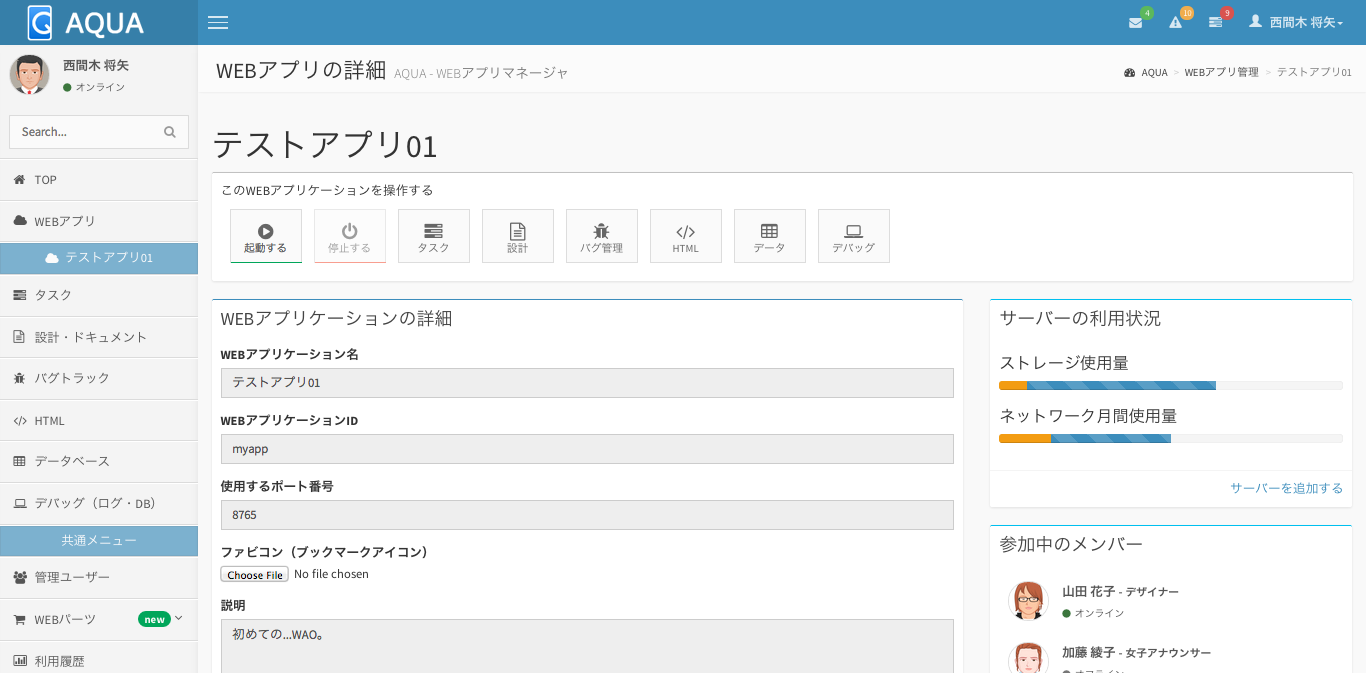 AQUA
4
10
9
西間木 将矢
西間木 将矢
オンライン
Search...
TOP
WEBアプリ
テストアプリ01
タスク
設計・ドキュメント
バグトラック
HTML
データベース
デバッグ（ログ・DB）
共通メニュー
管理ユーザー
WEBパーツ new
利用履歴
WEBアプリの詳細 AQUA - WEBアプリマネージャ
AQUA > WEBアプリ管理 > テストアプリ01
テストアプリ01
このWEBアプリケーションを操作する
起動する 停止する タスク 設計 バグ管理 HTML データ デバッグ
WEBアプリケーションの詳細
WEBアプリケーション名
テストアプリ01
WEBアプリケーションID
myapp
使用するポート番号
8765
ファビコン（ブックマークアイコン）
Choose File No file chosen
説明
初めての...WAO。
サーバーの利用状況
ストレージ使用量
ネットワーク月間使用量
サーバーを追加する
参加中のメンバー
山田 花子 - デザイナー
オンライン
加藤 綾子 - 女子アナウンサー